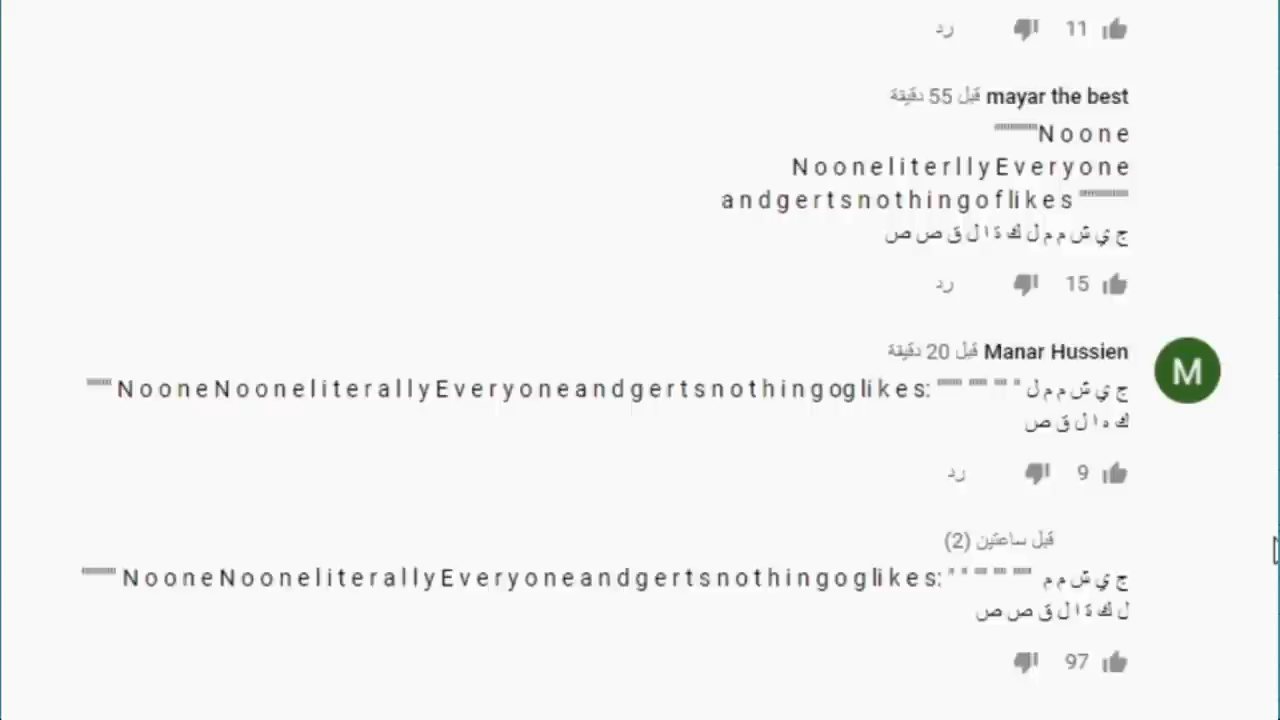 11 رد
mayar the best قبل 55 دقيقة
""""""""""N o o n e
N o o n e l i t e r l l y E v e r y o n e
a n d g e r t s n o t h i n g o f l i k e s """"""""""""
ج ي ش م م ل ك ة ا ل ق ص ص
15 رد
Manar Hussien قبل 20 دقيقة
M
ج ي ش م م ل " """ """" """""" :N o o n e N o o n e l i t e r a l l y E v e r y o n e a n d g e r t s n o t h i n g o g l i k e s """"""
ك ه ا ل ق ص
9 رد
قبل ساعتين (2)
ج ي ش م م """" """ """ " " :N o o n e N o o n e l i t e r a l l y E v e r y o n e a n d g e r t s n o t h i n g o g l i k e s """"""""
ل ك ة ا ل ق ص ص
97